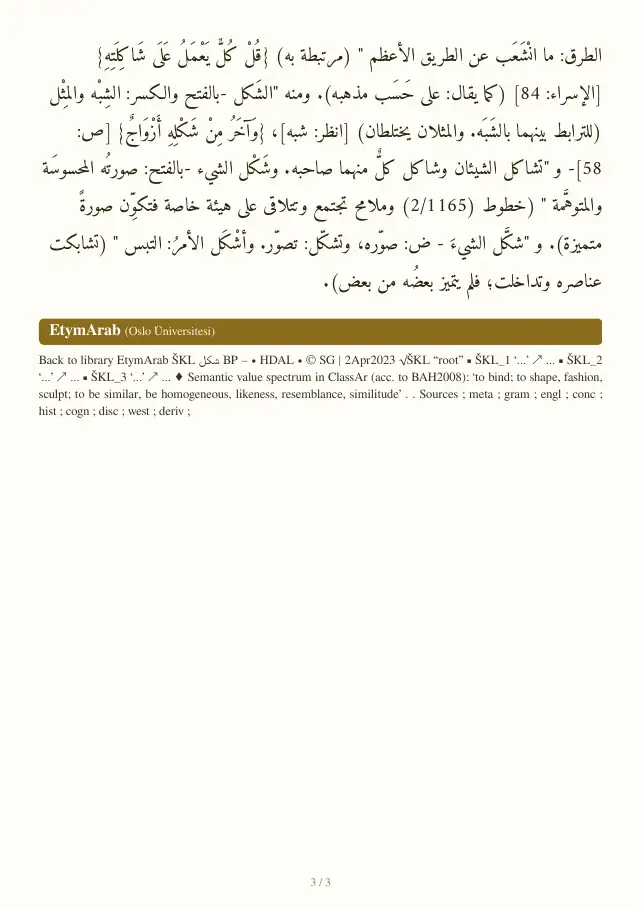 الطرق: ما انْشَعَب عن الطريق الأعظم " (مرتبطة به) {قُلْ كُلٌّ يَعْمَلُ عَلَى شَاكِلَتِهِ}
[الإسراء: 84] (كما يقال: على حَسَب مذهبه). ومنه "الشَكل -بالفتح والكسر: الشِبْه والمِثْل
(للترابط بينهما بالشَبَه. والمثلان يختلطان) [انظر: شبه]، {وَآخَرُ مِنْ شَكْلِهِ أَزْوَاجٌ} [ص:
58]- و "تشاكل الشيئان وشاكل كلٌّ منهما صاحبه. وشَكْل الشيء -بالفتح: صورتُه المحسوسَة
والمتوهَّمة " (خطوط (2/1165) وملامح تجتمع وتتلاقى على هيئة خاصة فتكوِّن صورةً
متميزة). و "شكَّل الشيءَ - ض: صوّره، وتشكّل: تصوّر. وأشْكَل الأمرُ: التبس " (تشابكت
عناصره وتداخلت؛ فلم يتميز بعضُه من بعض).
EtymArab (Oslo Üniversitesi)
Back to library EtymArab ŠKL شكل BP – • HDAL • © SG | 2Apr2023 √ŠKL “root” ▪ ŠKL_1 ‘...’ ↗ ... ▪ ŠKL_2
‘...’ ↗ ... ▪ ŠKL_3 ‘...’ ↗ ... ♦ Semantic value spectrum in ClassAr (acc. to BAH2008): ‘to bind; to shape, fashion,
sculpt; to be similar, be homogeneous, likeness, resemblance, similitude’ . . Sources ; meta ; gram ; engl ; conc ;
hist ; cogn ; disc ; west ; deriv ;
3 / 3